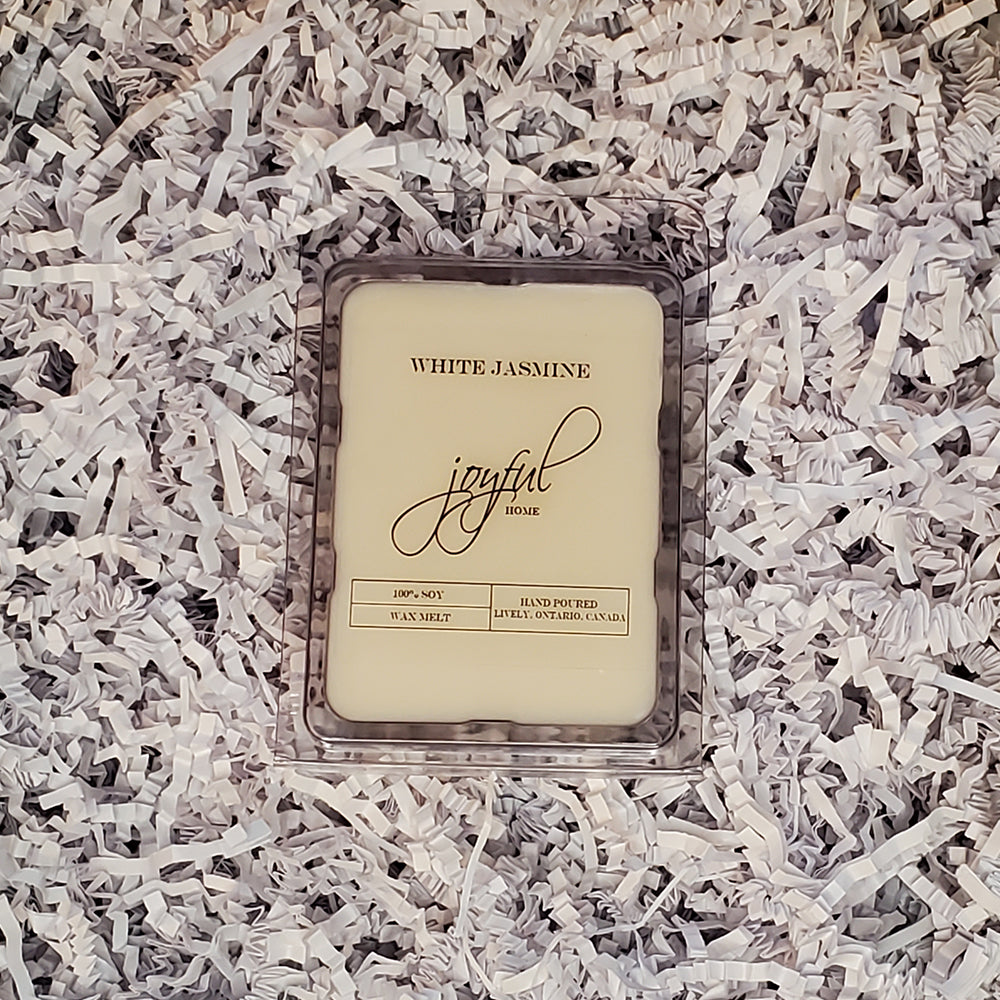 WHITE JASMINE
joyful
HOME
100% SOY
WAX MELT
HAND POURED
LIVELY, ONTARIO, CANADA